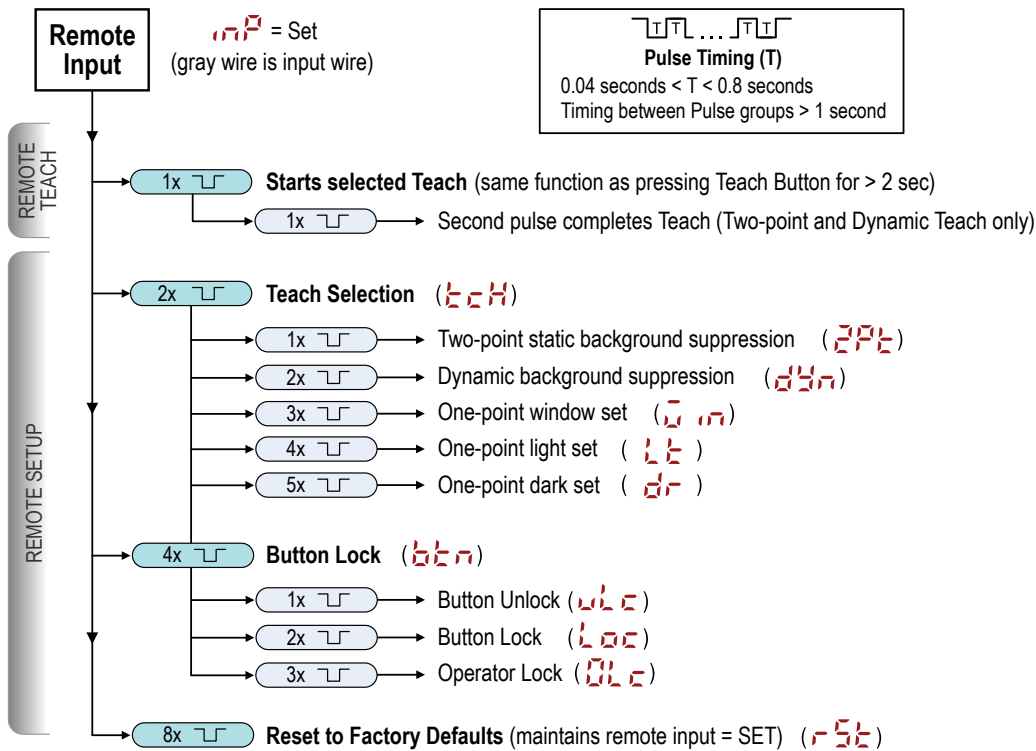 Remote
Input
inP = Set
(gray wire is input wire)
T T ... T T
Pulse Timing (T)
0.04 seconds < T < 0.8 seconds
Timing between Pulse groups > 1 second
REMOTE
TEACH
1x Starts selected Teach (same function as pressing Teach Button for > 2 sec)
1x Second pulse completes Teach (Two-point and Dynamic Teach only)
REMOTE SETUP
2x Teach Selection (tcH)
1x Two-point static background suppression (2Pt)
2x Dynamic background suppression (dYn)
3x One-point window set (win)
4x One-point light set (Lt)
5x One-point dark set (dr)
4x Button Lock (btn)
1x Button Unlock (uLc)
2x Button Lock (Loc)
3x Operator Lock (OLc)
8x Reset to Factory Defaults (maintains remote input = SET) (rSt)